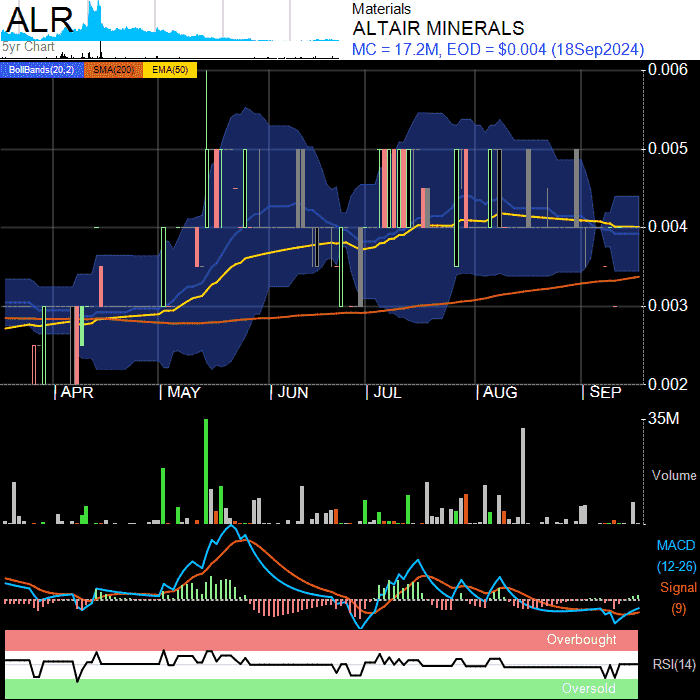 ALR
5yr Chart
Materials
ALTAIR MINERALS
MC = 17.2M, EOD = $0.004 (18Sep2024)
BollBands(20,2) SMA(200) EMA(50)
0.006
0.005
0.004
0.003
0.002
APR MAY JUN JUL AUG SEP
35M
Volume
MACD
(12-26)
Signal
(9)
Overbought
RSI(14)
Oversold